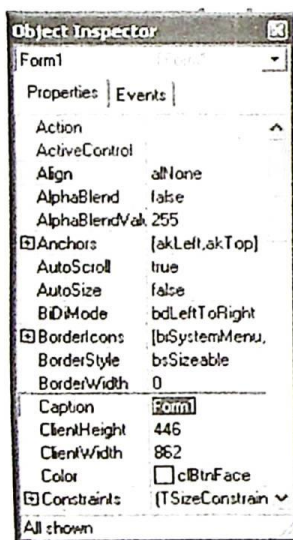 Object Inspector
Form1
Properties Events
Action
ActiveControl
Align alNone
AlphaBlend false
AlphaBlendValu 255
Anchors [akLeft,akTop]
AutoScroll true
AutoSize false
BiDiMode bdLeftToRight
BorderIcons [biSystemMenu,
BorderStyle bsSizeable
BorderWidth 0
Caption Form1
ClientHeight 446
ClientWidth 862
Color clBtnFace
Constraints (TSizeConstrain
All shown